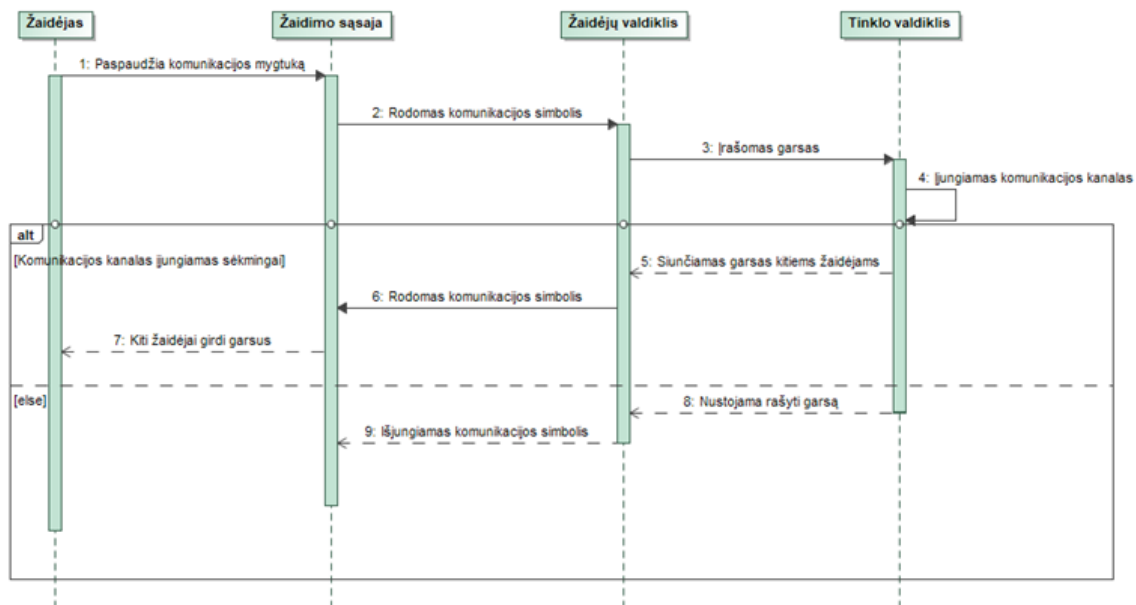 Žaidėjas
Žaidimo sąsaja
Žaidėjų valdiklis
Tinklo valdiklis
1: Paspaudžia komunikacijos mygtuką
2: Rodomas komunikacijos simbolis
3: Įrašomas garsas
4: Įjungiamas komunikacijos kanalas
alt
[Komunikacijos kanalas įjungiamas sėkmingai]
5: Siunčiamas garsas kitiems žaidėjams
6: Rodomas komunikacijos simbolis
7: Kiti žaidėjai girdi garsus
[else]
8: Nustojama rašyti garsą
9: Išjungiamas komunikacijos simbolis